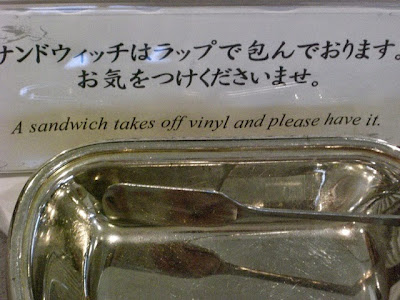 サンドウィッチはラップで包んでおります。
お気をつけくださいませ。
A sandwich takes off vinyl and please have it.